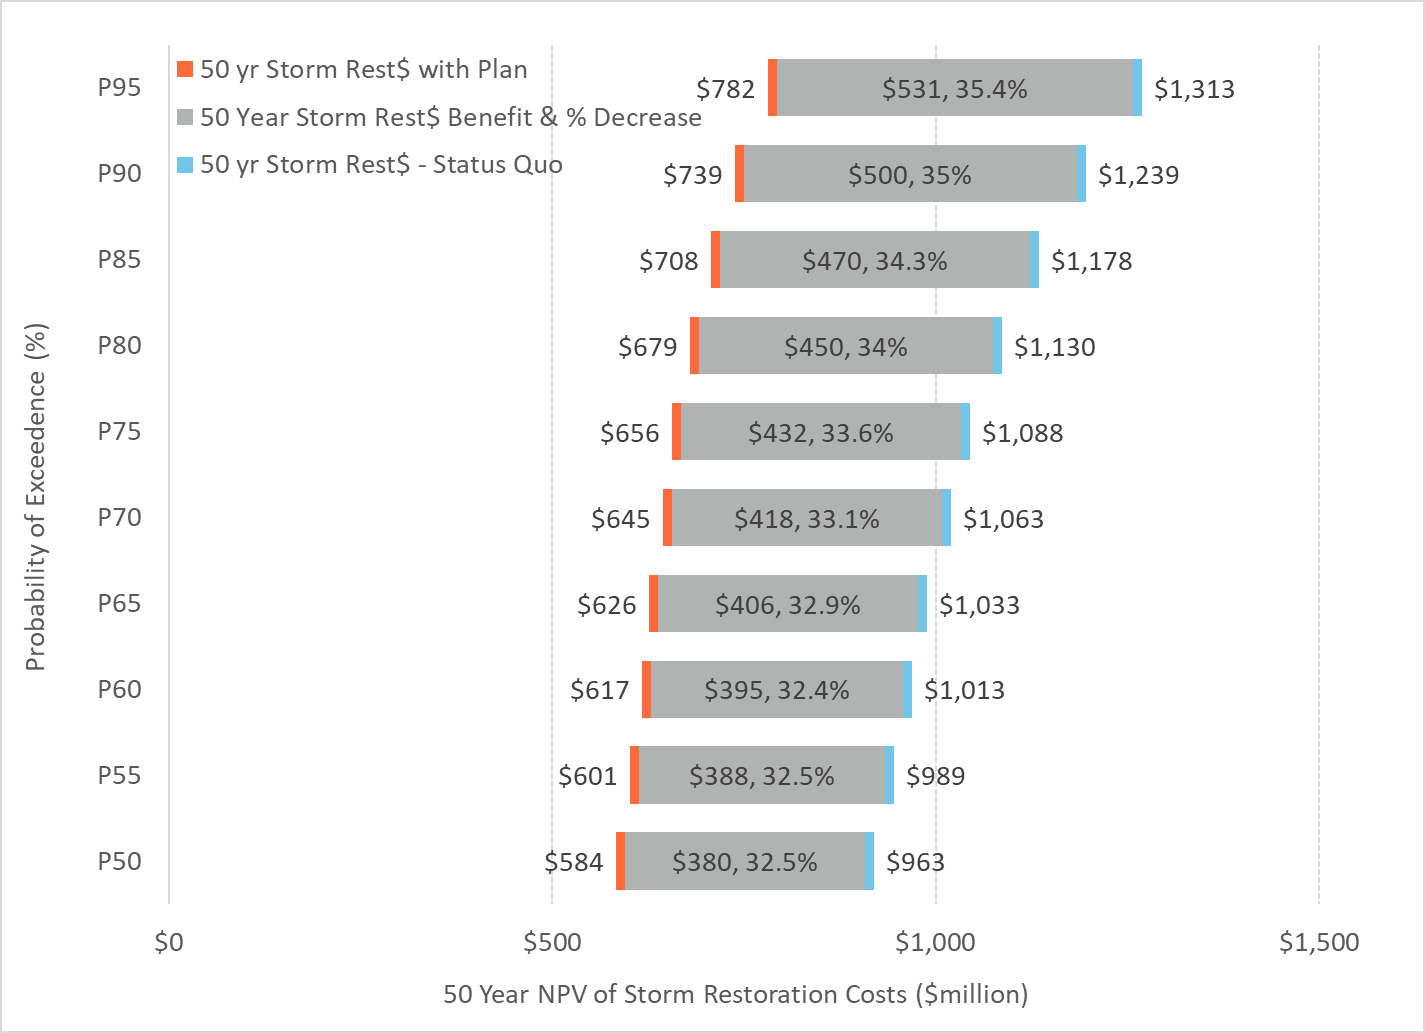 50 yr Storm Rest$ with Plan
50 Year Storm Rest$ Benefit & % Decrease
50 yr Storm Rest$ - Status Quo
Probability of Exceedence (%)
P95 $782 $531, 35.4% $1,313
P90 $739 $500, 35% $1,239
P85 $708 $470, 34.3% $1,178
P80 $679 $450, 34% $1,130
P75 $656 $432, 33.6% $1,088
P70 $645 $418, 33.1% $1,063
P65 $626 $406, 32.9% $1,033
P60 $617 $395, 32.4% $1,013
P55 $601 $388, 32.5% $989
P50 $584 $380, 32.5% $963
$0 $500 $1,000 $1,500
50 Year NPV of Storm Restoration Costs ($million)